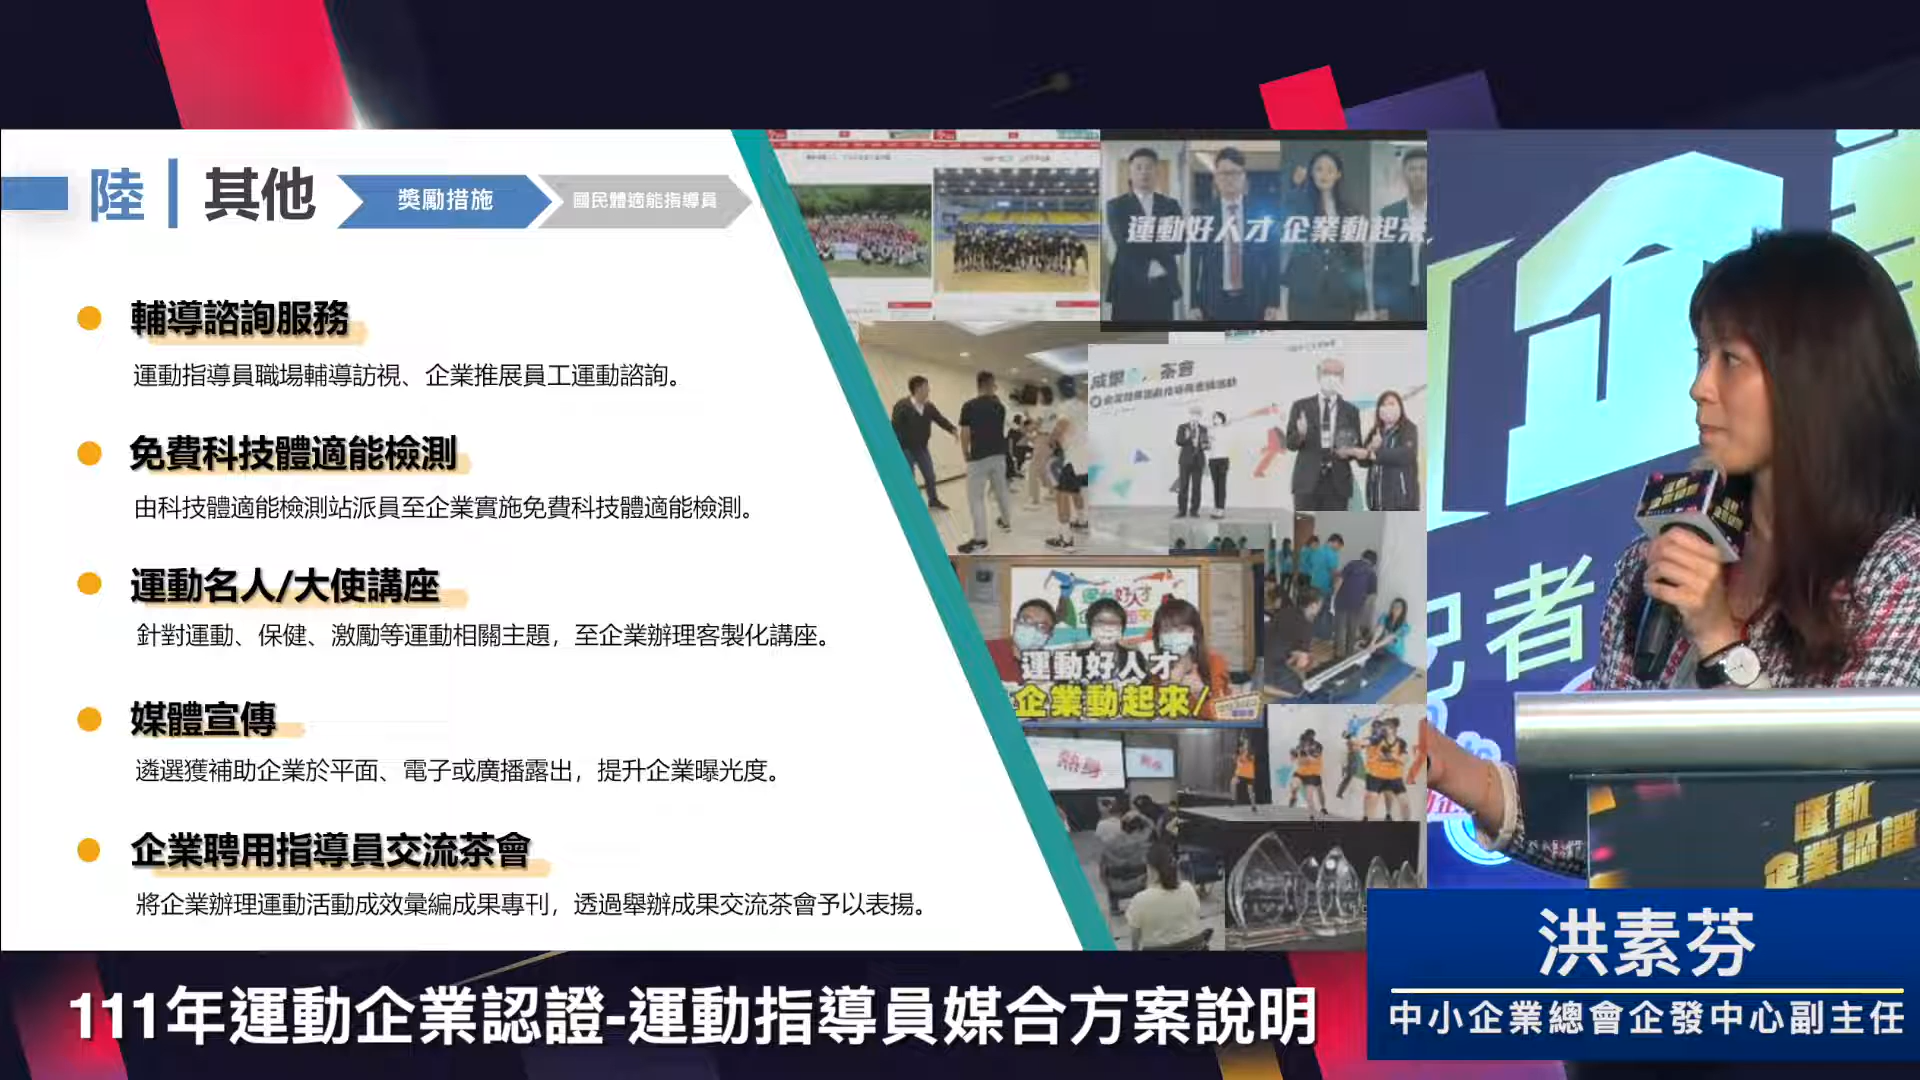 陸 其他 獎勵措施 國民體適能指導員
輔導諮詢服務
運動指導員職場輔導訪視、企業推展員工運動諮詢。
免費科技體適能檢測
由科技體適能檢測站派員至企業實施免費科技體適能檢測。
運動名人/大使講座
針對運動、保健、激勵等運動相關主題，至企業辦理客製化講座。
媒體宣傳
遴選獲補助企業於平面、電子或廣播露出，提升企業曝光度。
企業聘用指導員交流茶會
將企業辦理運動活動成效彙編成果專刊，透過舉辦成果交流茶會予以表揚。
運動好人才 企業動起來
茶會
運動好人才
企業動起來/
熱身
企
記者
運動
企業認證
111年運動企業認證-運動指導員媒合方案說明
洪素芬
中小企業總會企發中心副主任